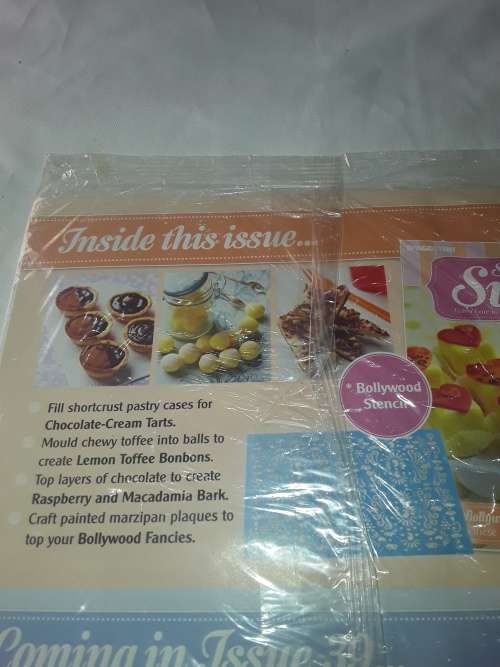 Inside this issue...
Fill shortcrust pastry cases for
Chocolate-Cream Tarts.
Mould chewy toffee into balls to
create Lemon Toffee Bonbons.
Top layers of chocolate to create
Raspberry and Macadamia Bark.
Craft painted marzipan plaques to
top your Bollywood Fancies.
* Bollywood
Stencil
Coming in Issue 39